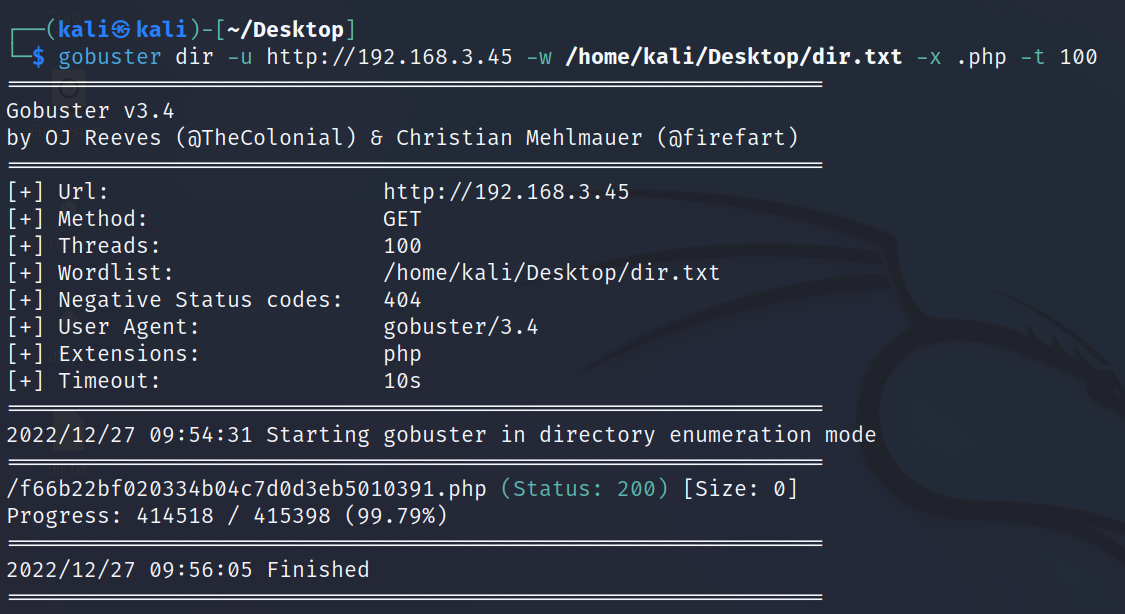 ┌──(kali㉿kali)-[~/Desktop]
└─$ gobuster dir -u http://192.168.3.45 -w /home/kali/Desktop/dir.txt -x .php -t 100
===============================================================
Gobuster v3.4
by OJ Reeves (@TheColonial) & Christian Mehlmauer (@firefart)
===============================================================
[+] Url:                     http://192.168.3.45
[+] Method:                  GET
[+] Threads:                 100
[+] Wordlist:                /home/kali/Desktop/dir.txt
[+] Negative Status codes:   404
[+] User Agent:              gobuster/3.4
[+] Extensions:              php
[+] Timeout:                 10s
===============================================================
2022/12/27 09:54:31 Starting gobuster in directory enumeration mode
===============================================================
/f66b22bf020334b04c7d0d3eb5010391.php (Status: 200) [Size: 0]
Progress: 414518 / 415398 (99.79%)
===============================================================
2022/12/27 09:56:05 Finished
===============================================================